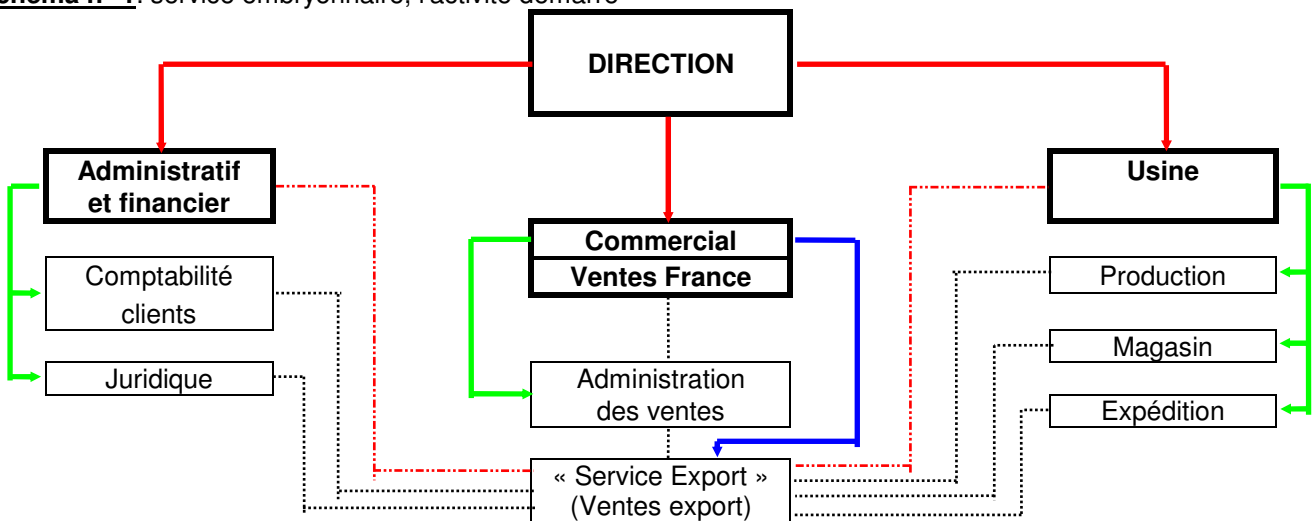 service embryonnaire, l'activité démarre
DIRECTION
Administratif
et financier
Usine
Commercial
Ventes France
Comptabilité
clients
Production
Magasin
Juridique
Administration
des ventes
Expédition
« Service Export »
(Ventes export)